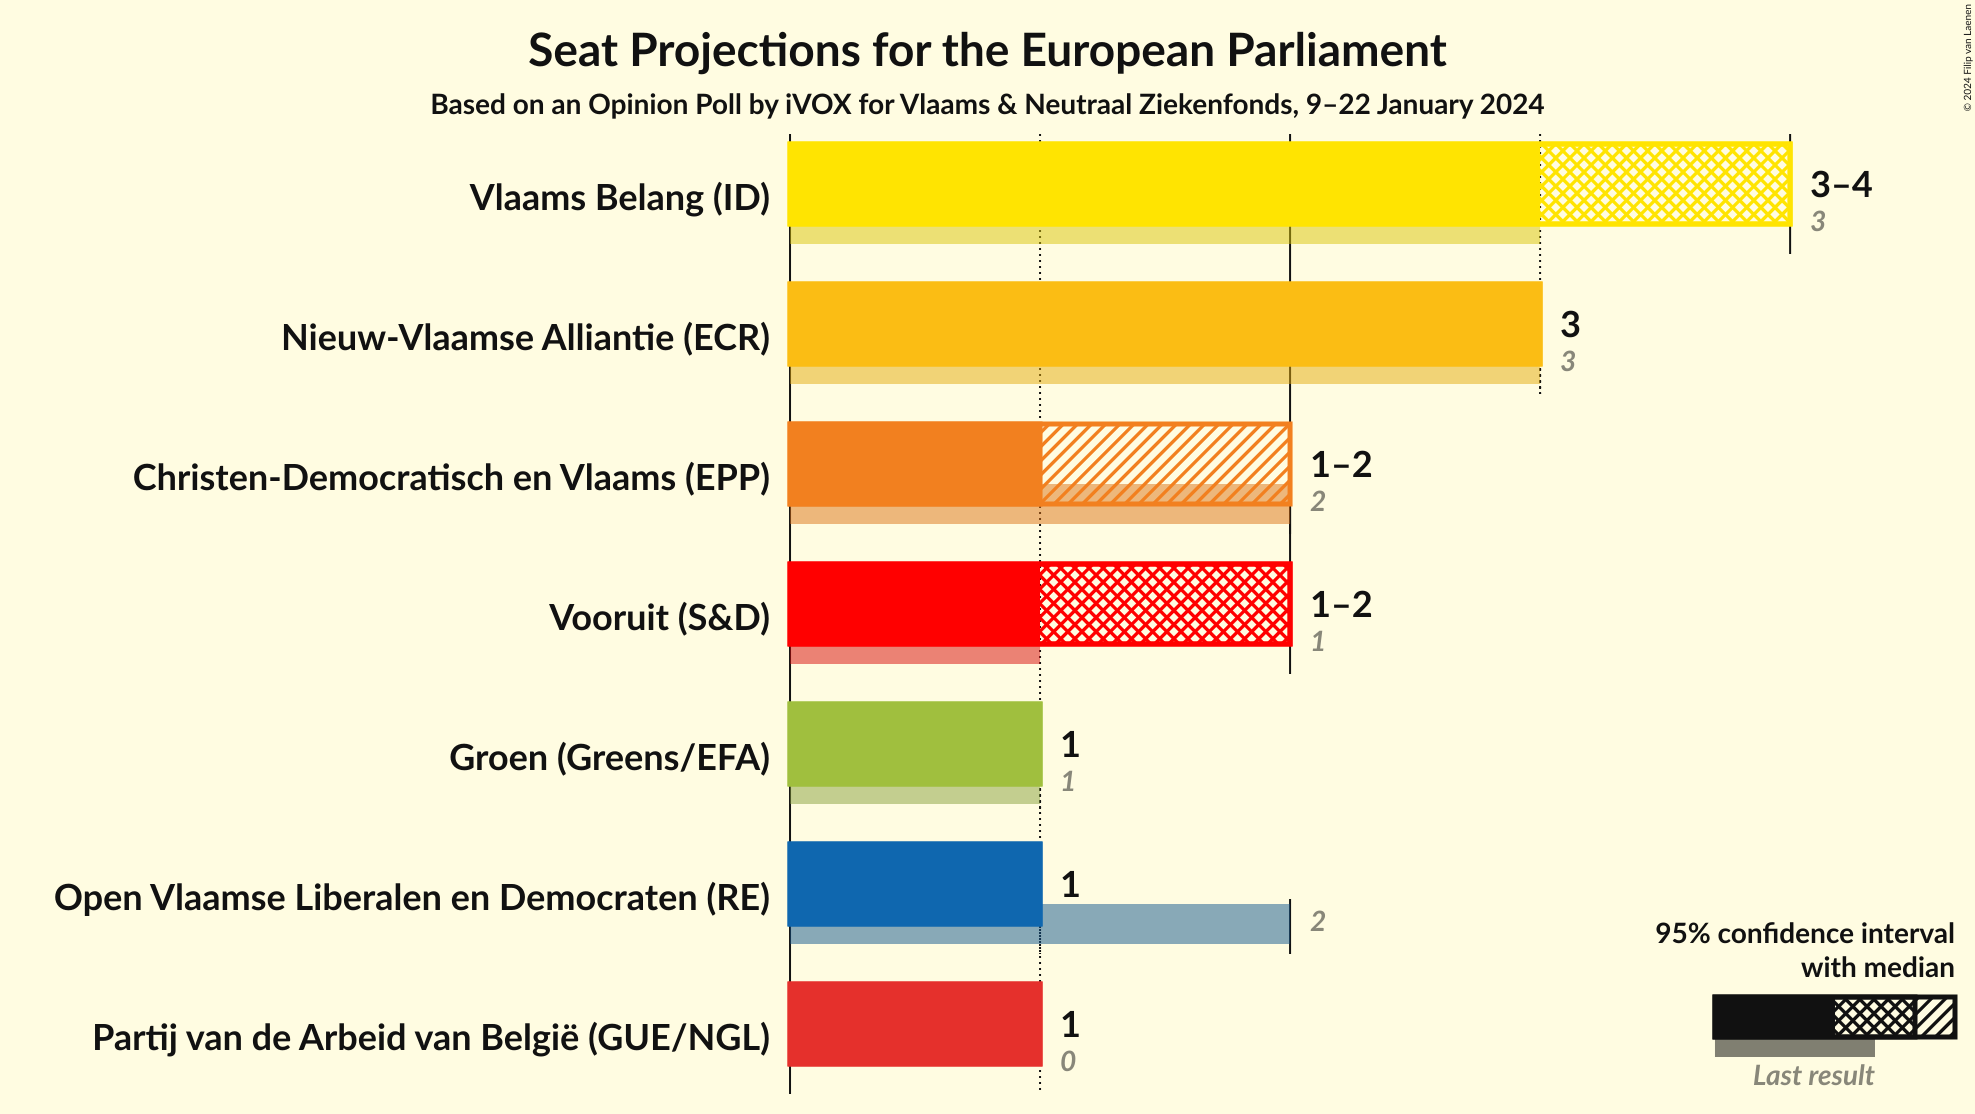 Seat Projections for the European Parliament
Based on an Opinion Poll by iVOX for Vlaams & Neutraal Ziekenfonds, 9–22 January 2024
© 2024 Filip van Laenen
Vlaams Belang (ID)
3–4
3
Nieuw-Vlaamse Alliantie (ECR)
3
3
Christen-Democratisch en Vlaams (EPP)
1–2
2
Vooruit (S&D)
1–2
1
Groen (Greens/EFA)
1
1
Open Vlaamse Liberalen en Democraten (RE)
1
2
Partij van de Arbeid van België (GUE/NGL)
1
0
95% confidence interval
with median
Last result